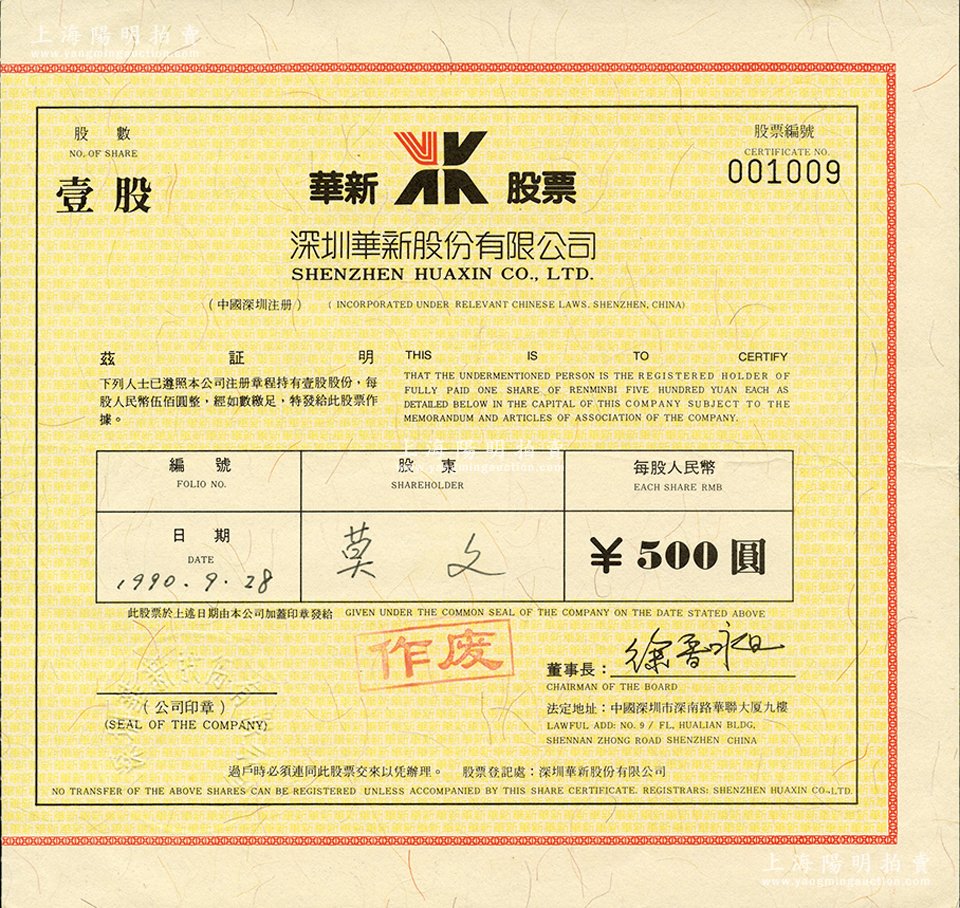 上海陽明拍賣
www.yangmingauction.com
股數
NO. OF SHARE
壹股
華新 股票
股票編號
CERTIFICATE NO.
001009
深圳華新股份有限公司
SHENZHEN HUAXIN CO., LTD.
（中國深圳注册） ( INCORPORATED UNDER RELEVANT CHINESE LAWS. SHENZHEN, CHINA)
茲證明
下列人士已遵照本公司注册章程持有壹股股份，每
股人民幣伍佰圓整，經如數繳足，特發給此股票作
據。
THIS IS TO CERTIFY
THAT THE UNDERMENTIONED PERSON IS THE REGISTERED HOLDER OF
FULLY PAID ONE SHARE OF RENMINBI FIVE HUNDRED YUAN EACH AS
DETAILED BELOW IN THE CAPITAL OF THIS COMPANY SUBJECT TO THE
MEMORANDUM AND ARTICLES OF ASSOCIATION OF THE COMPANY.
上海陽明拍賣
www.yangmingauction.com
編號
FOLIO NO.
股東
SHAREHOLDER
每股人民幣
EACH SHARE RMB
日期
DATE
1990.9.28
莫文
¥500圓
此股票於上述日期由本公司加蓋印章發給 GIVEN UNDER THE COMMON SEAL OF THE COMPANY ON THE DATE STATED ABOVE
作废
（公司印章）
(SEAL OF THE COMPANY)
董事長：
CHAIRMAN OF THE BOARD
法定地址：中國深圳市深南路華聯大厦九樓
LAWFUL ADD: NO. 9 / FL. HUALIAN BLDG,
SHENNAN ZHONG ROAD SHENZHEN CHINA
過戶時必須連同此股票交來以凭辦理。 股票登記處：深圳華新股份有限公司
NO TRANSFER OF THE ABOVE SHARES CAN BE REGISTERED UNLESS ACCOMPANIED BY THIS SHARE CERTIFICATE. REGISTRARS: SHENZHEN HUAXIN CO., LTD.
上海陽明拍賣
www.yangmingauction.com